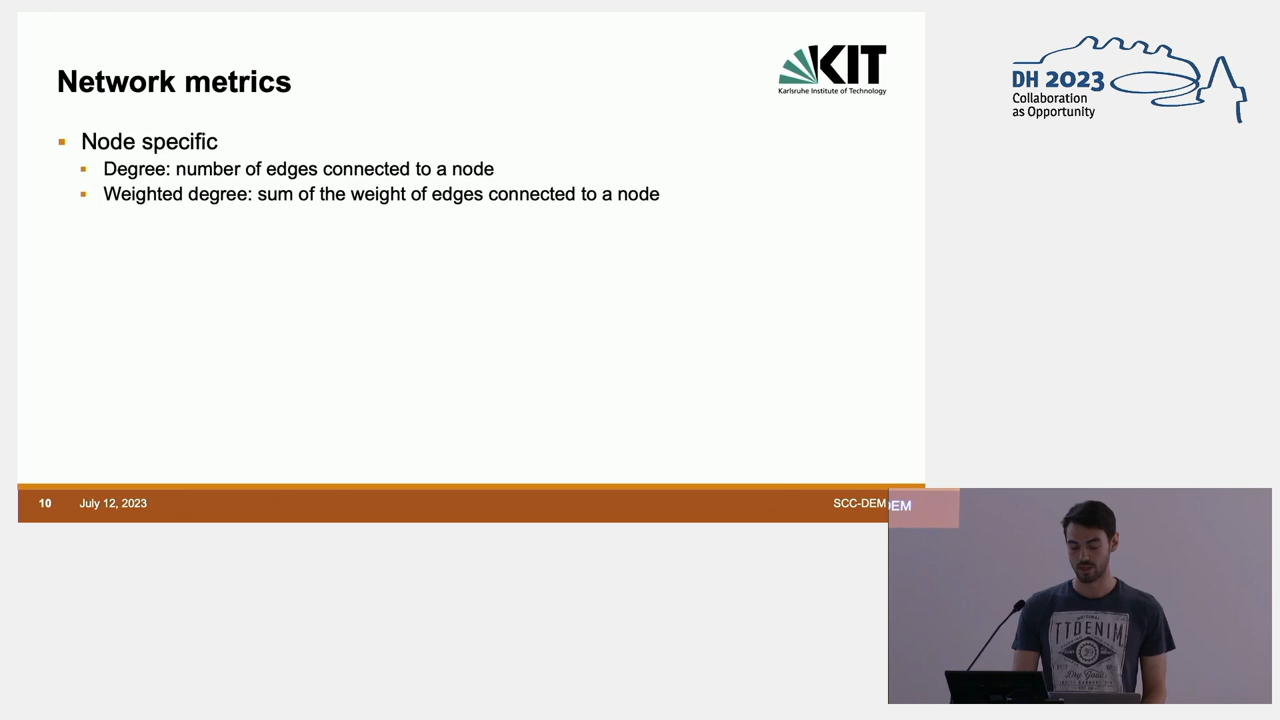 Network metrics
KIT
Karlsruhe Institute of Technology
DH 2023
Collaboration
as Opportunity
Node specific
Degree: number of edges connected to a node
Weighted degree: sum of the weight of edges connected to a node
10
July 12, 2023
SCC-DEM
DEM
TTDENIM